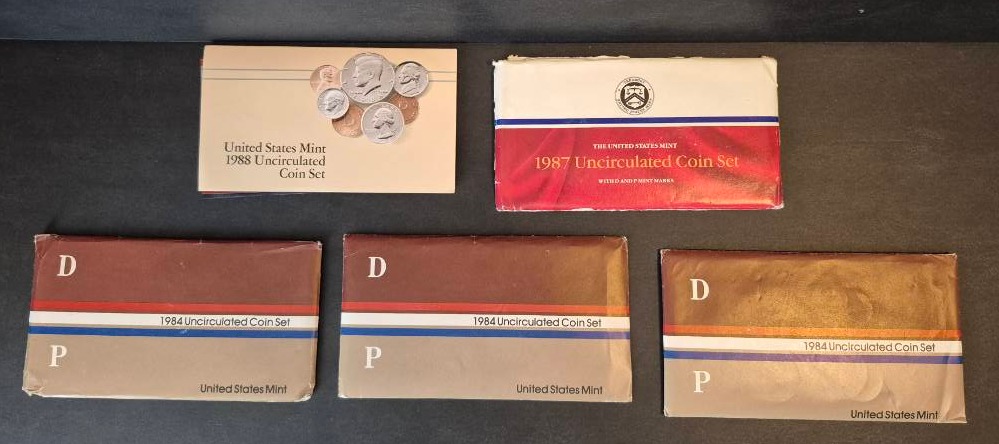 United States Mint
1988 Uncirculated
Coin Set
THE UNITED STATES MINT
1987 Uncirculated Coin Set
WITH D AND P MINT MARKS
D
1984 Uncirculated Coin Set
P
United States Mint
D
1984 Uncirculated Coin Set
P
United States Mint
D
1984 Uncirculated Coin Set
P
United States Mint